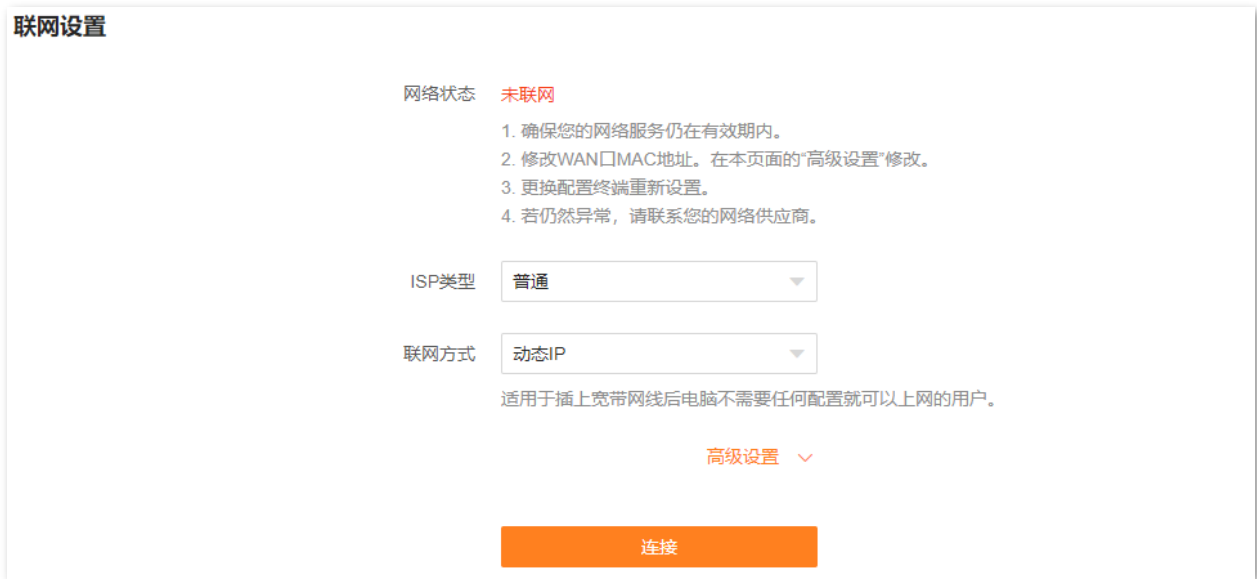 联网设置
网络状态 未联网
1. 确保您的网络服务仍在有效期内。
2. 修改WAN口MAC地址。在本页面的“高级设置”修改。
3. 更换配置终端重新设置。
4. 若仍然异常，请联系您的网络供应商。
ISP类型 普通
联网方式 动态IP
适用于插上宽带网线后电脑不需要任何配置就可以上网的用户。
高级设置
连接